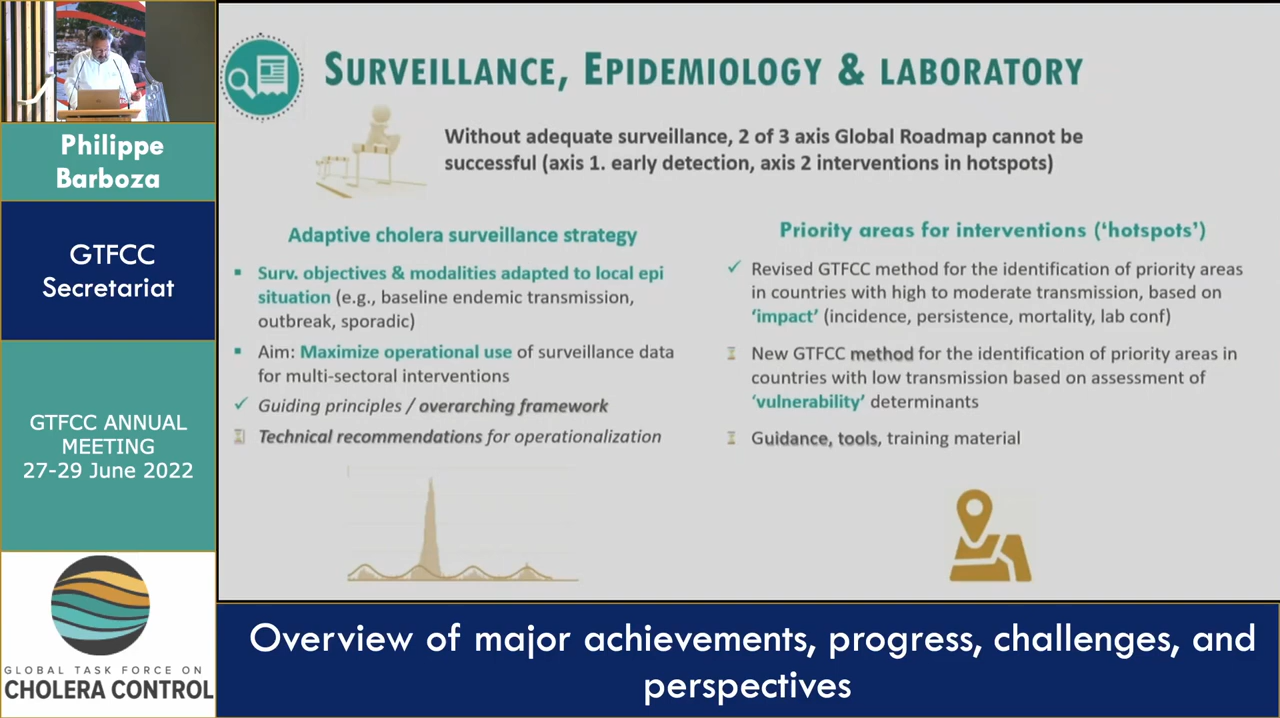 Philippe
Barboza
GTFCC
Secretariat
GTFCC ANNUAL
MEETING
27-29 June 2022
GLOBAL TASK FORCE ON
CHOLERA CONTROL
SURVEILLANCE, EPIDEMIOLOGY & LABORATORY
Without adequate surveillance, 2 of 3 axis Global Roadmap cannot be
successful (axis 1. early detection, axis 2 interventions in hotspots)
Adaptive cholera surveillance strategy
Surv. objectives & modalities adapted to local epi
situation (e.g., baseline endemic transmission,
outbreak, sporadic)
Aim: Maximize operational use of surveillance data
for multi-sectoral interventions
Guiding principles / overarching framework
Technical recommendations for operationalization
Priority areas for interventions (‘hotspots’)
Revised GTFCC method for the identification of priority areas
in countries with high to moderate transmission, based on
‘impact’ (incidence, persistence, mortality, lab conf)
New GTFCC method for the identification of priority areas in
countries with low transmission based on assessment of
‘vulnerability’ determinants
Guidance, tools, training material
Overview of major achievements, progress, challenges, and
perspectives